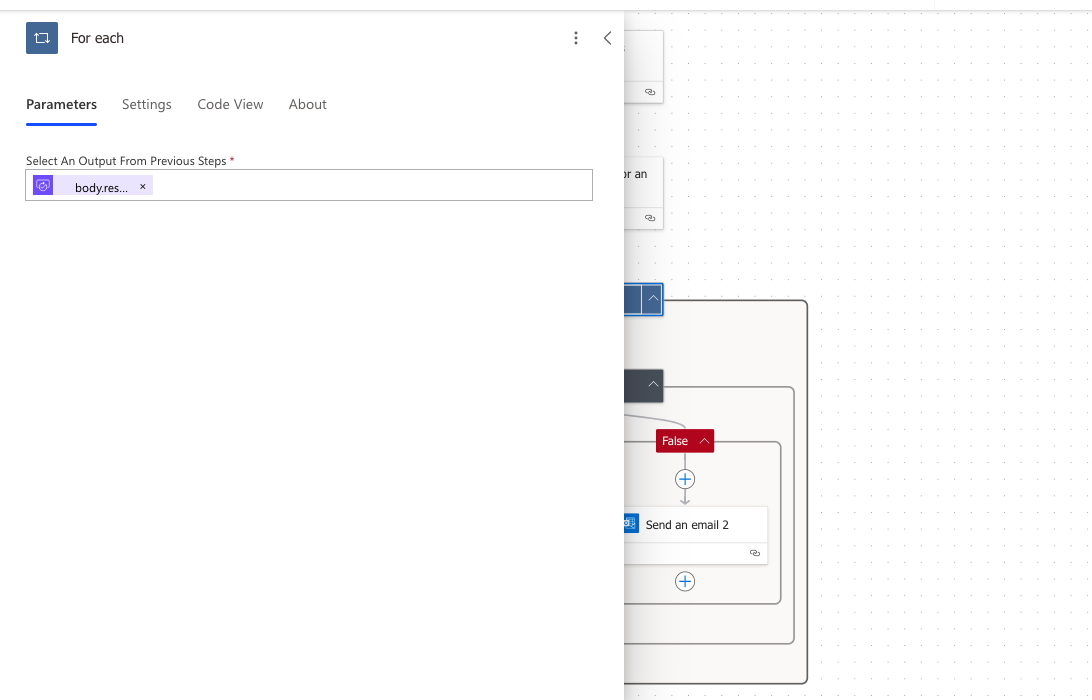 For each
Parameters Settings Code View About
Select An Output From Previous Steps *
body.res... ×
or an
False
Send an email 2